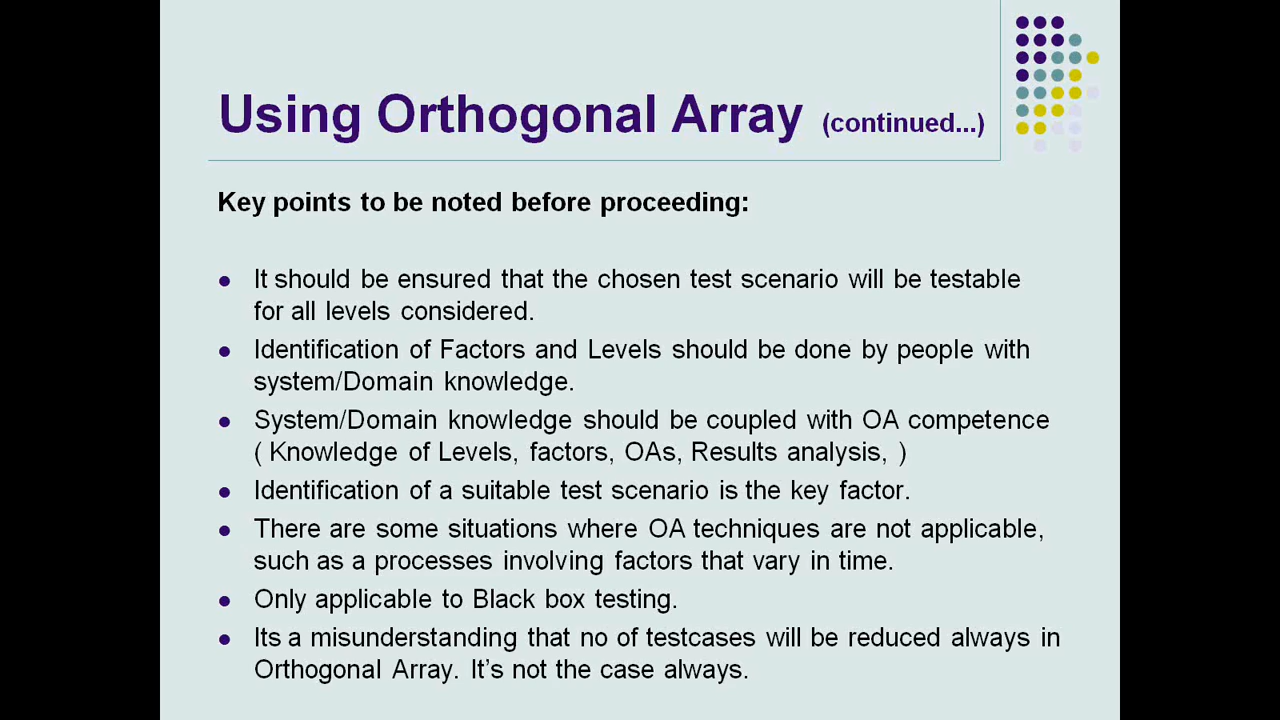 Using Orthogonal Array (continued...)
Key points to be noted before proceeding:
It should be ensured that the chosen test scenario will be testable
for all levels considered.
Identification of Factors and Levels should be done by people with
system/Domain knowledge.
System/Domain knowledge should be coupled with OA competence
( Knowledge of Levels, factors, OAs, Results analysis, )
Identification of a suitable test scenario is the key factor.
There are some situations where OA techniques are not applicable,
such as a processes involving factors that vary in time.
Only applicable to Black box testing.
Its a misunderstanding that no of testcases will be reduced always in
Orthogonal Array. It’s not the case always.